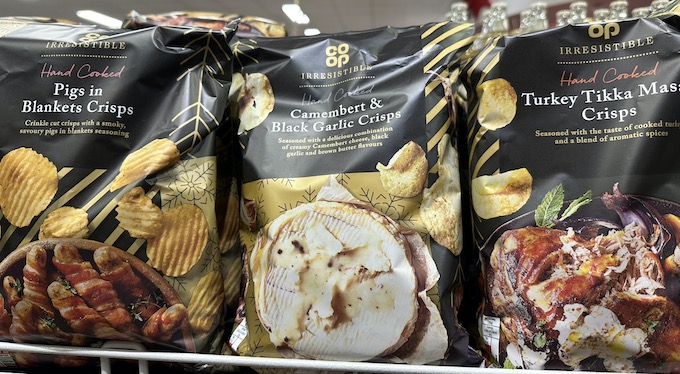 IRRESISTIBLE
Hand Cooked
Pigs in
Blankets Crisps
Crinkle cut crisps with a smoky,
savoury pigs in blankets seasoning
CO
OP
IRRESISTIBLE
Hand Cooked
Camembert &
Black Garlic Crisps
Seasoned with a delicious combination
of creamy Camembert cheese, black
garlic and brown butter flavours
CO
OP
IRRESISTIBLE
Hand Cooked
Turkey Tikka Masa
Crisps
Seasoned with the taste of cooked turk
and a blend of aromatic spices